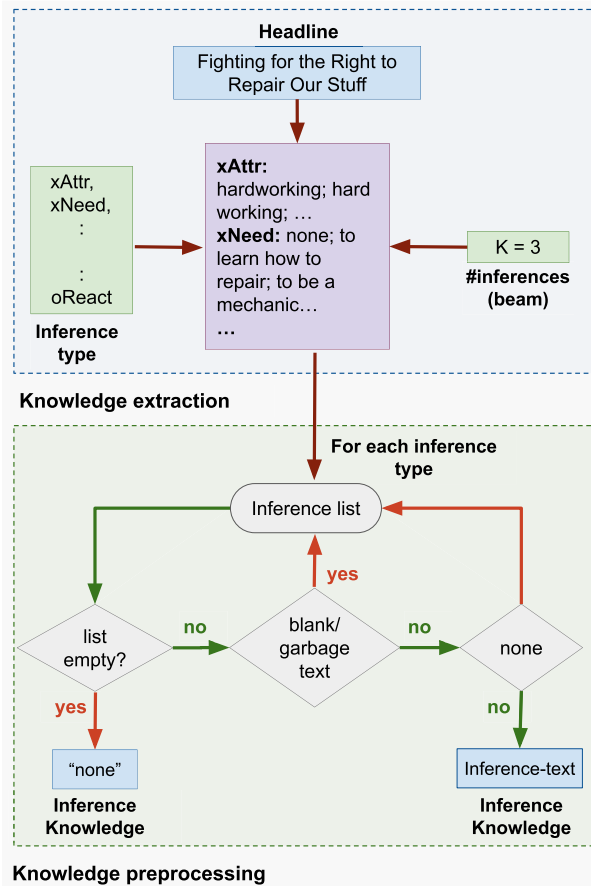 Headline
Fighting for the Right to
Repair Our Stuff
xAttr,
xNeed,
:
:
oReact
Inference
type
xAttr:
hardworking; hard
working; …
xNeed: none; to
learn how to
repair; to be a
mechanic…
…
K = 3
#inferences
(beam)
Knowledge extraction
For each inference
type
Inference list
yes
list
empty?
no
blank/
garbage
text
no
none
yes
no
“none”
Inference
Knowledge
Inference-text
Inference
Knowledge
Knowledge preprocessing